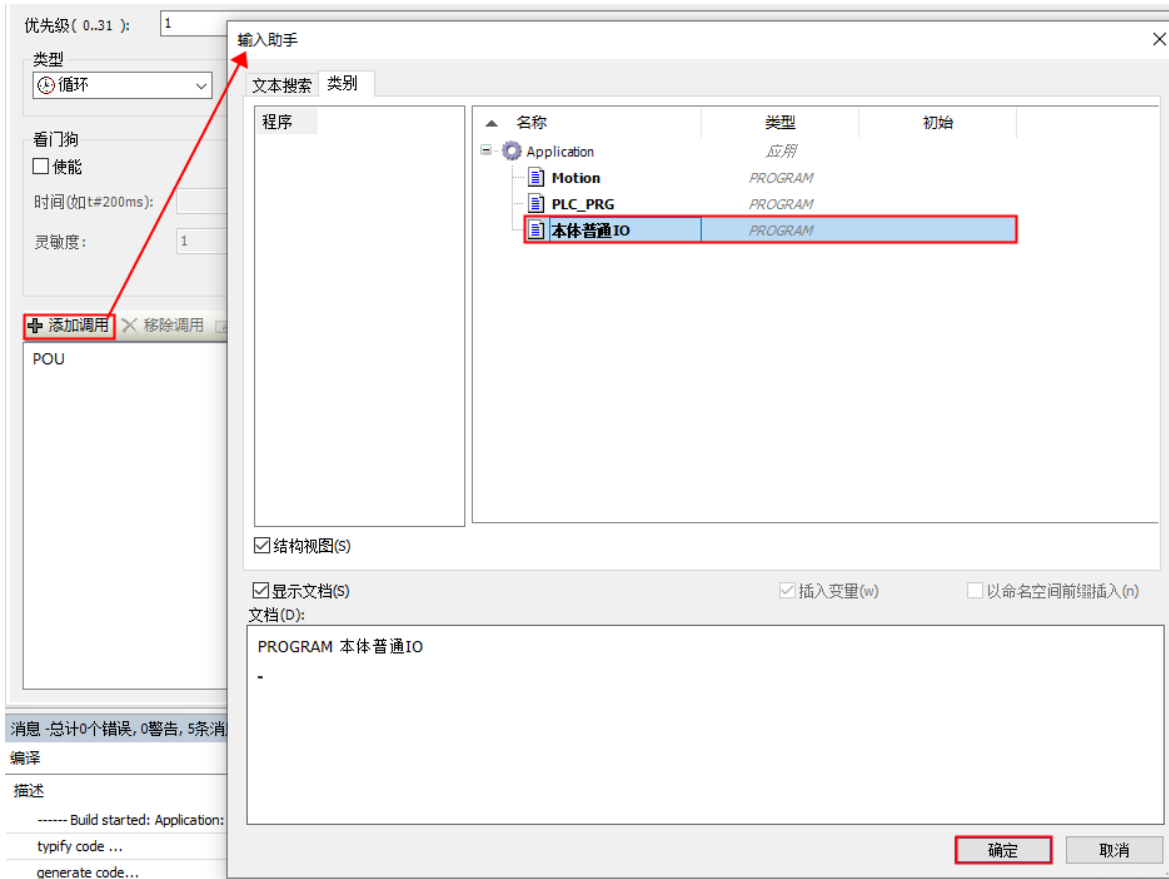 优先级( 0..31 ): 1
类型
循环
看门狗
使能
时间(如t#200ms):
灵敏度: 1
添加调用 移除调用
POU
消息 -总计0个错误, 0警告, 5条消
编译
描述
------ Build started: Application:
typify code ...
generate code...
输入助手
文本搜索 类别
程序
名称 类型 初始
Application 应用
Motion PROGRAM
PLC_PRG PROGRAM
本体普通IO PROGRAM
结构视图(S)
显示文档(S) 插入变量(w) 以命名空间前缀插入(n)
文档(D):
PROGRAM 本体普通IO
-
确定 取消